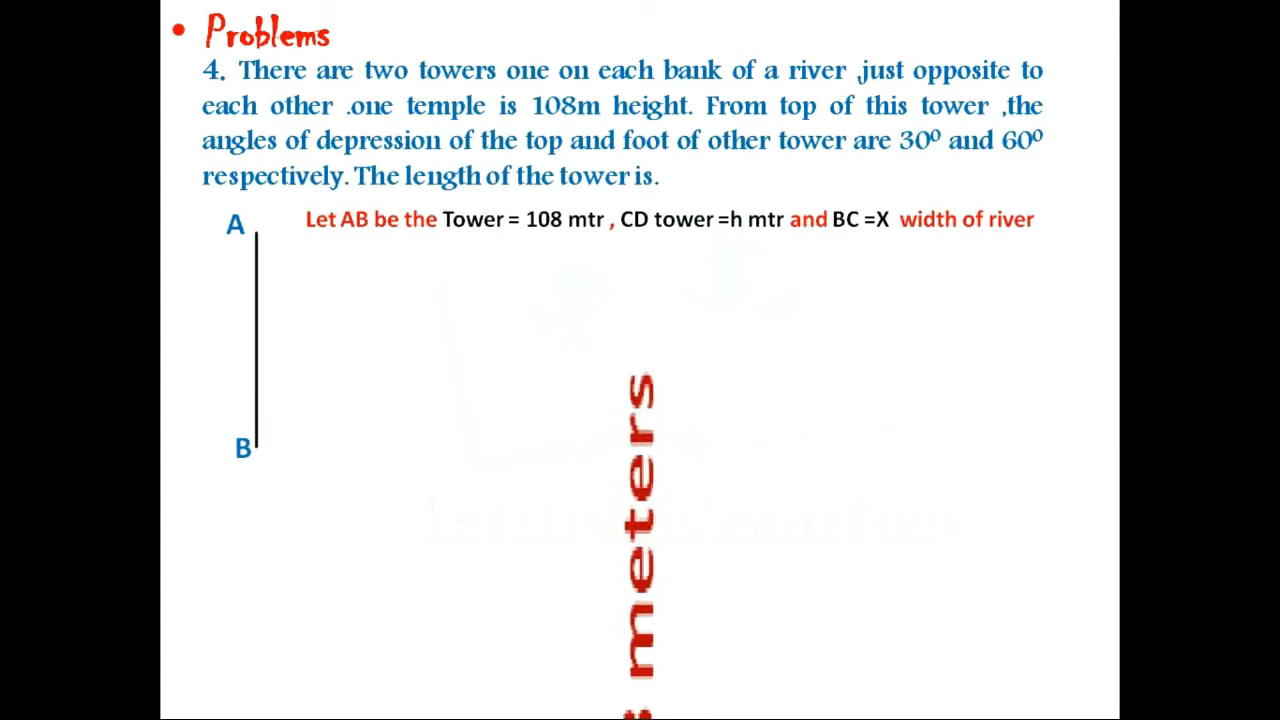 • Problems
4. There are two towers one on each bank of a river ,just opposite to
each other .one temple is 108m height. From top of this tower ,the
angles of depression of the top and foot of other tower are 30⁰ and 60⁰
respectively. The length of the tower is.
A
Let AB be the Tower = 108 mtr , CD tower =h mtr and BC =X width of river
B
meters